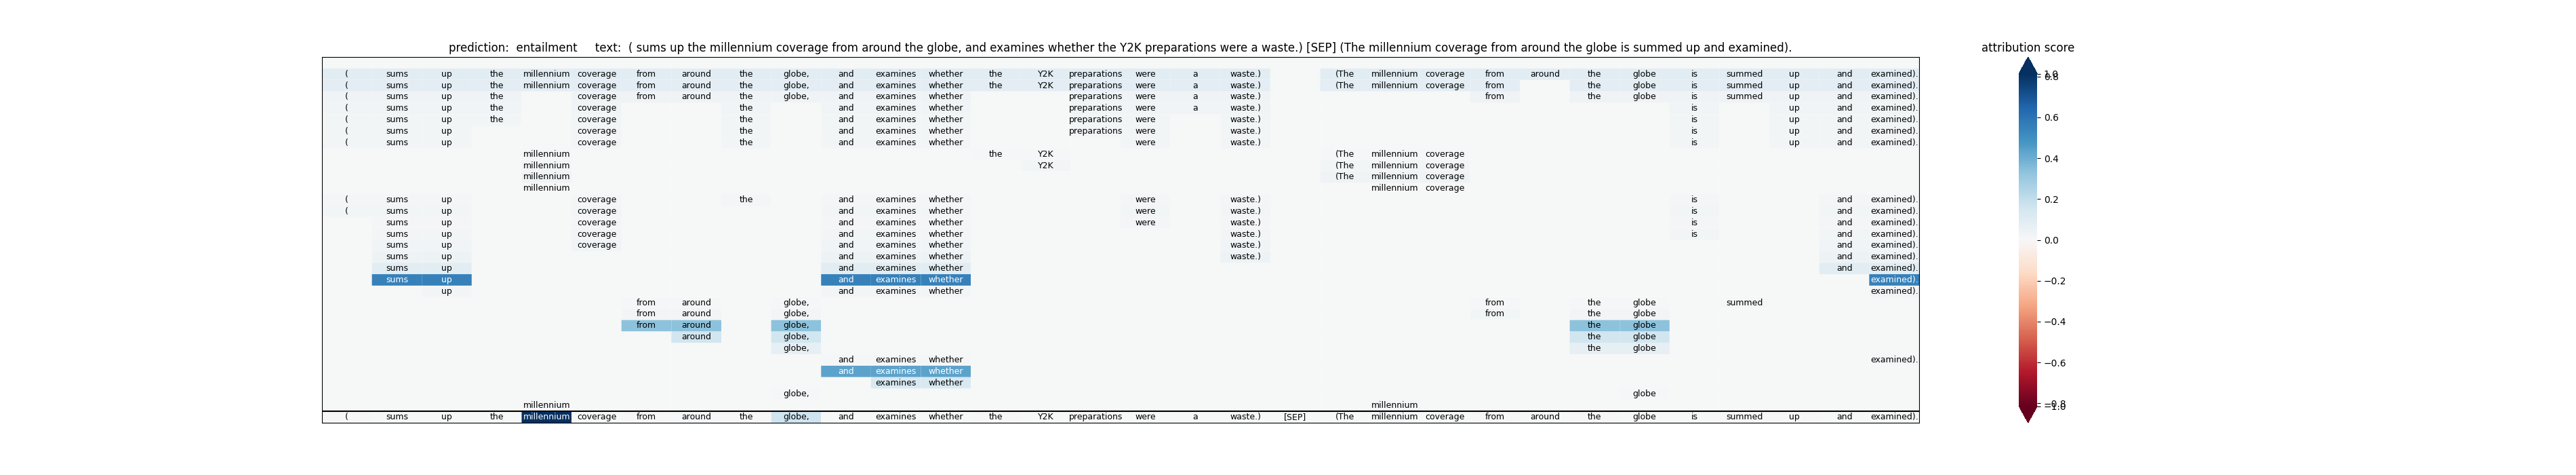 prediction: entailment text: ( sums up the millennium coverage from around the globe, and examines whether the Y2K preparations were a waste.) [SEP] (The millennium coverage from around the globe is summed up and examined).
attribution score
( sums up the millennium coverage from around the globe, and examines whether the Y2K preparations were a waste.) (The millennium coverage from around the globe is summed up and examined).
( sums up the millennium coverage from around the globe, and examines whether the Y2K preparations were a waste.) (The millennium coverage from the globe is summed up and examined).
( sums up the coverage from around the globe, and examines whether preparations were a waste.) from the globe is summed up and examined).
( sums up the coverage the and examines whether preparations were a waste.) is up and examined).
( sums up the coverage the and examines whether preparations were waste.) is up and examined).
( sums up coverage the and examines whether preparations were waste.) is up and examined).
( sums up coverage the and examines whether were waste.) is up and examined).
millennium the Y2K (The millennium coverage
millennium Y2K (The millennium coverage
millennium (The millennium coverage
millennium millennium coverage
( sums up coverage the and examines whether were waste.) is and examined).
( sums up coverage and examines whether were waste.) is and examined).
sums up coverage and examines whether were waste.) is and examined).
sums up coverage and examines whether waste.) is and examined).
sums up coverage and examines whether waste.) and examined).
sums up and examines whether waste.) and examined).
sums up and examines whether and examined).
sums up and examines whether examined).
up and examines whether examined).
from around globe, from the globe summed
from around globe, from the globe
from around globe, the globe
around globe, the globe
globe, the globe
and examines whether examined).
and examines whether
examines whether
globe, globe
millennium millennium
( sums up the millennium coverage from around the globe, and examines whether the Y2K preparations were a waste.) [SEP] (The millennium coverage from around the globe is summed up and examined).
1.0
0.8
0.6
0.4
0.2
0.0
−0.2
−0.4
−0.6
−0.8
−1.0